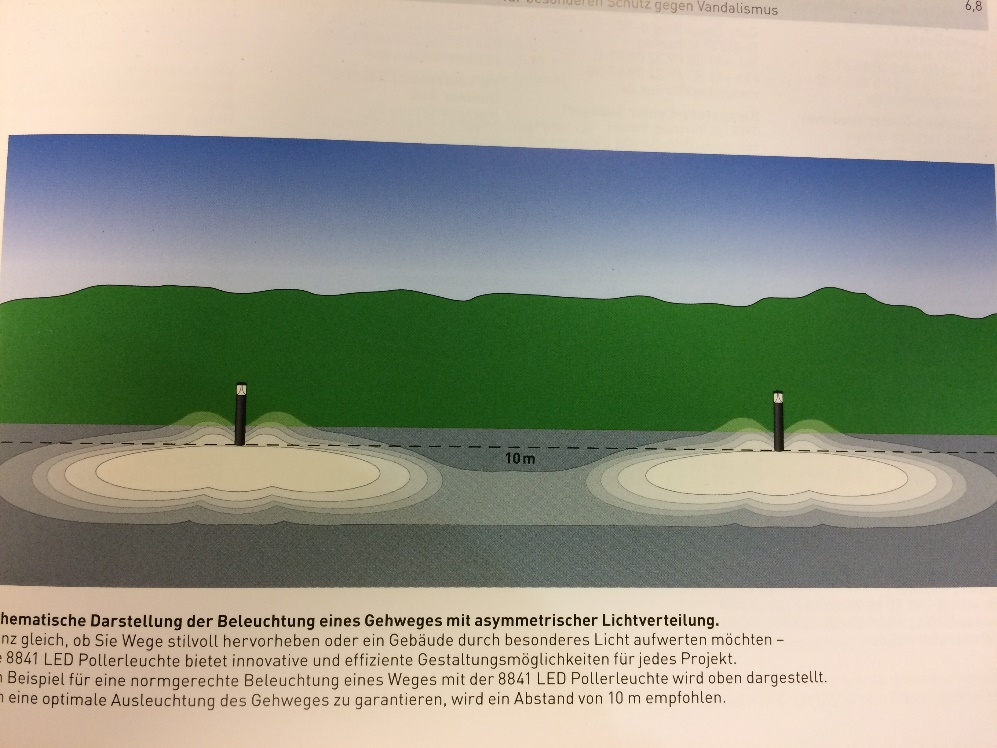 für besonderen Schutz gegen Vandalismus 6,8
10 m
hematische Darstellung der Beleuchtung eines Gehweges mit asymmetrischer Lichtverteilung.
nz gleich, ob Sie Wege stilvoll hervorheben oder ein Gebäude durch besonderes Licht aufwerten möchten –
e 8841 LED Pollerleuchte bietet innovative und effiziente Gestaltungsmöglichkeiten für jedes Projekt.
n Beispiel für eine normgerechte Beleuchtung eines Weges mit der 8841 LED Pollerleuchte wird oben dargestellt.
n eine optimale Ausleuchtung des Gehweges zu garantieren, wird ein Abstand von 10 m empfohlen.